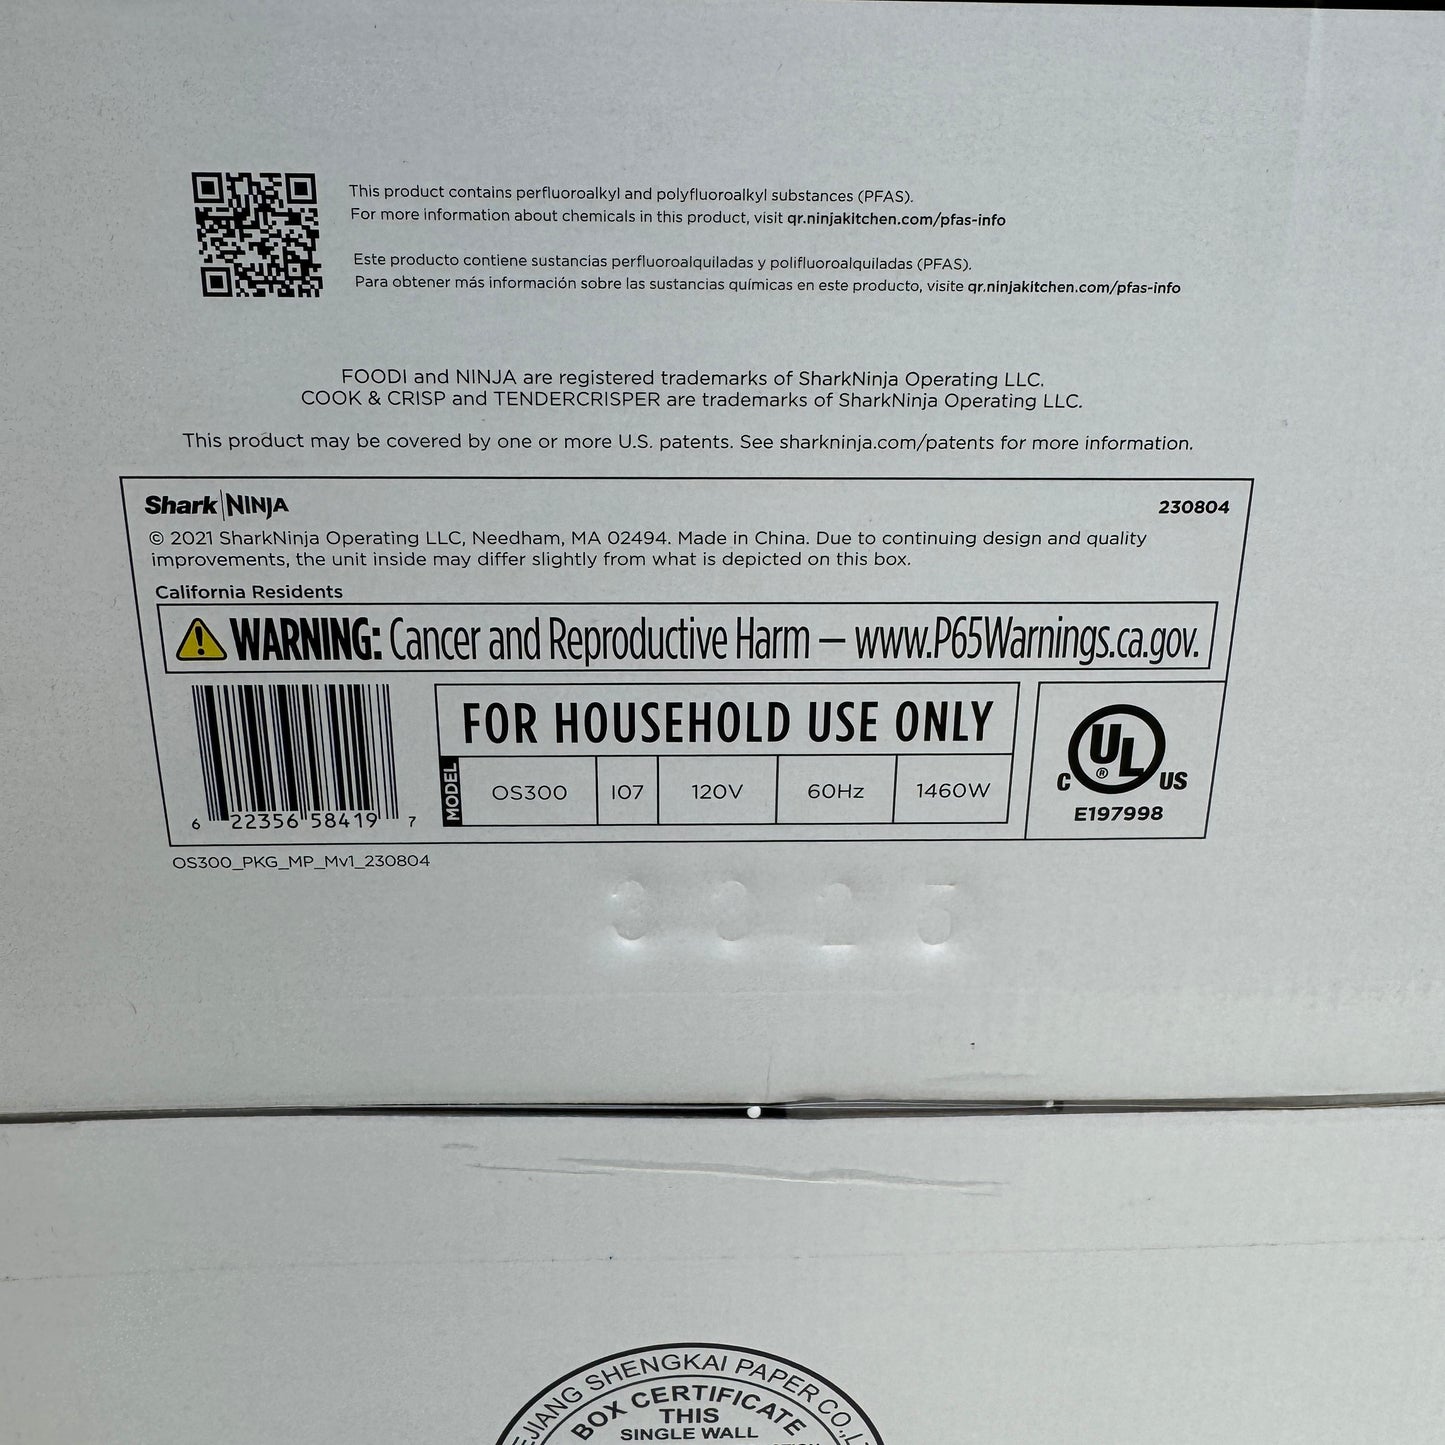 This product contains perfluoroalkyl and polyfluoroalkyl substances (PFAS).
For more information about chemicals in this product, visit qr.ninjakitchen.com/pfas-info
Este producto contiene sustancias perfluoroalquiladas y polifluoroalquiladas (PFAS).
Para obtener más información sobre las sustancias químicas en este producto, visite qr.ninjakitchen.com/pfas-info
FOODI and NINJA are registered trademarks of SharkNinja Operating LLC.
COOK & CRISP and TENDERCRISPER are trademarks of SharkNinja Operating LLC.
This product may be covered by one or more U.S. patents. See sharkninja.com/patents for more information.
Shark|NINJA 230804
© 2021 SharkNinja Operating LLC, Needham, MA 02494. Made in China. Due to continuing design and quality
improvements, the unit inside may differ slightly from what is depicted on this box.
California Residents
WARNING: Cancer and Reproductive Harm – www.P65Warnings.ca.gov.
FOR HOUSEHOLD USE ONLY
MODEL OS300 I07 120V 60Hz 1460W
C UL ® US
E197998
6 22356 58419 7
OS300_PKG_MP_Mv1_230804
JIANG SHENGKAI PAPER CO.,
BOX CERTIFICATE
THIS
SINGLE WALL